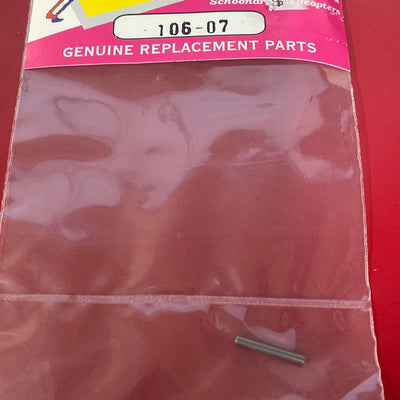 106-07
GENUINE REPLACEMENT PARTS